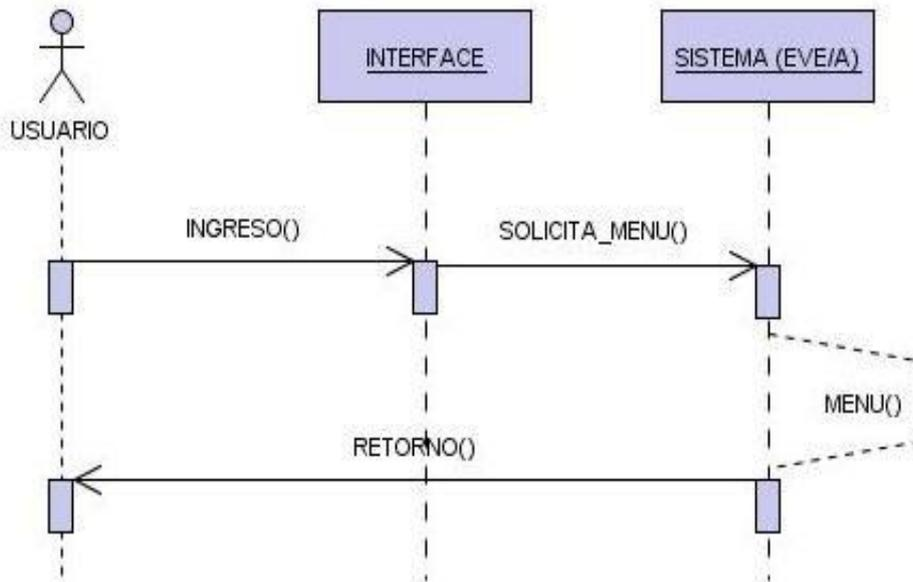 INTERFACE
SISTEMA (EVE/A)
USUARIO
INGRESO()
SOLICITA_MENU()
MENU()
RETORNO()